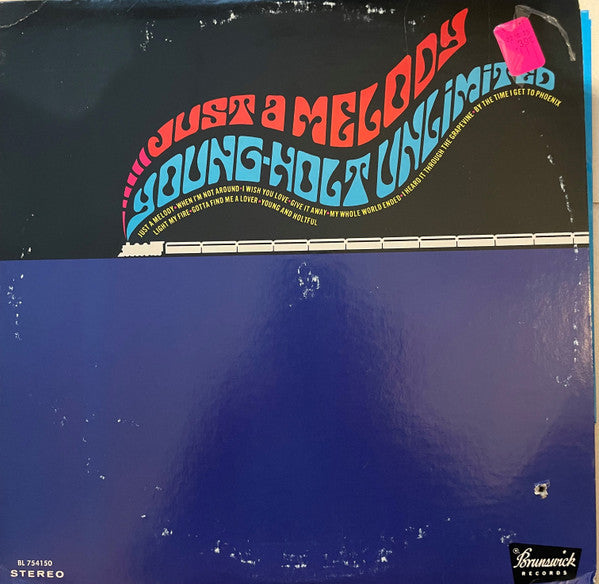 JUST A MELODY
YOUNG-HOLT UNLIMITED
JUST A MELODY•WHEN I'M NOT AROUND•I WISH YOU LOVE•GIVE IT AWAY•MY WHOLE WORLD ENDED•I HEARD IT THROUGH THE GRAPEVINE•BY THE TIME I GET TO PHOENIX
LIGHT MY FIRE•GOTTA FIND ME A LOVER•YOUNG AND HOLTFUL
BL 754150
STEREO
Brunswick
RECORDS